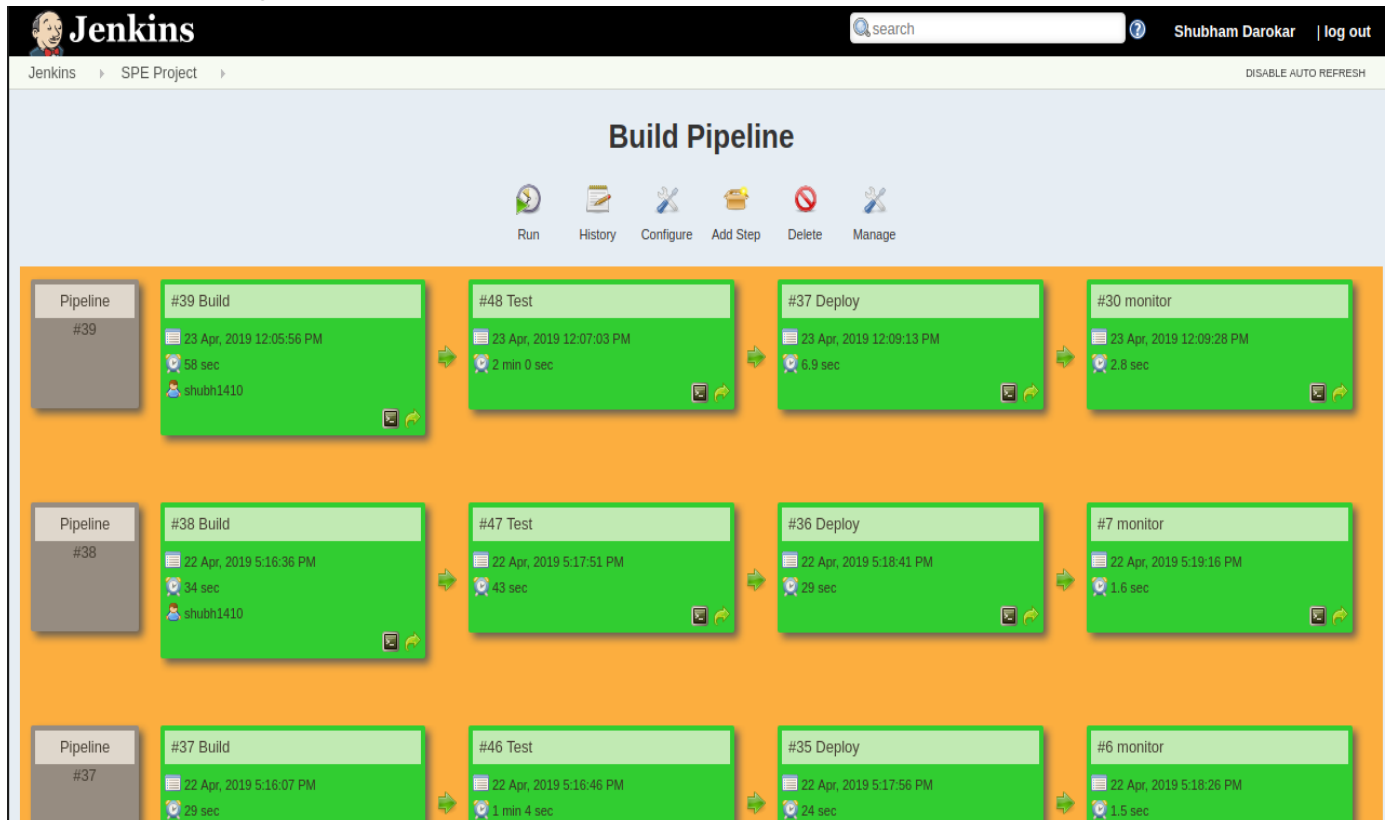 Jenkins
search
Shubham Darokar | log out
Jenkins SPE Project
DISABLE AUTO REFRESH
Build Pipeline
Run History Configure Add Step Delete Manage
Pipeline
#39
#39 Build
23 Apr, 2019 12:05:56 PM
58 sec
shubh1410
#48 Test
23 Apr, 2019 12:07:03 PM
2 min 0 sec
#37 Deploy
23 Apr, 2019 12:09:13 PM
6.9 sec
#30 monitor
23 Apr, 2019 12:09:28 PM
2.8 sec
Pipeline
#38
#38 Build
22 Apr, 2019 5:16:36 PM
34 sec
shubh1410
#47 Test
22 Apr, 2019 5:17:51 PM
43 sec
#36 Deploy
22 Apr, 2019 5:18:41 PM
29 sec
#7 monitor
22 Apr, 2019 5:19:16 PM
1.6 sec
Pipeline
#37
#37 Build
22 Apr, 2019 5:16:07 PM
29 sec
#46 Test
22 Apr, 2019 5:16:46 PM
1 min 4 sec
#35 Deploy
22 Apr, 2019 5:17:56 PM
24 sec
#6 monitor
22 Apr, 2019 5:18:26 PM
1.5 sec